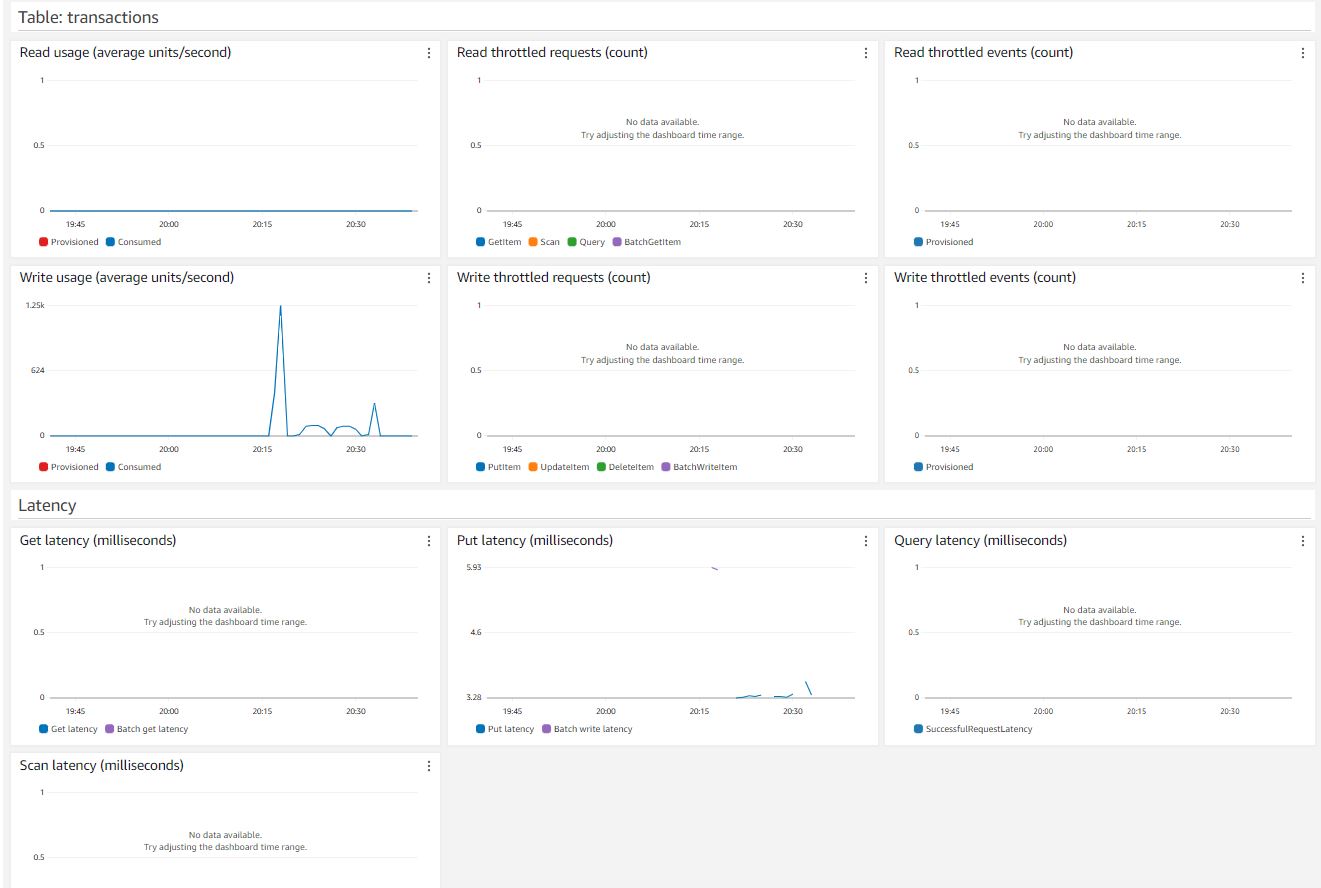 Table: transactions
Read usage (average units/second)
1
0.5
0
19:45 20:00 20:15 20:30
Provisioned Consumed
Read throttled requests (count)
1
No data available.
Try adjusting the dashboard time range.
0.5
0
19:45 20:00 20:15 20:30
GetItem Scan Query BatchGetItem
Read throttled events (count)
1
No data available.
Try adjusting the dashboard time range.
0.5
0
19:45 20:00 20:15 20:30
Provisioned
Write usage (average units/second)
1.25k
624
0
19:45 20:00 20:15 20:30
Provisioned Consumed
Write throttled requests (count)
1
No data available.
Try adjusting the dashboard time range.
0.5
0
19:45 20:00 20:15 20:30
PutItem UpdateItem DeleteItem BatchWriteItem
Write throttled events (count)
1
No data available.
Try adjusting the dashboard time range.
0.5
0
19:45 20:00 20:15 20:30
Provisioned
Latency
Get latency (milliseconds)
1
No data available.
Try adjusting the dashboard time range.
0.5
0
19:45 20:00 20:15 20:30
Get latency Batch get latency
Put latency (milliseconds)
5.93
4.6
3.28
19:45 20:00 20:15 20:30
Put latency Batch write latency
Query latency (milliseconds)
1
No data available.
Try adjusting the dashboard time range.
0.5
0
19:45 20:00 20:15 20:30
SuccessfulRequestLatency
Scan latency (milliseconds)
1
No data available.
Try adjusting the dashboard time range.
0.5